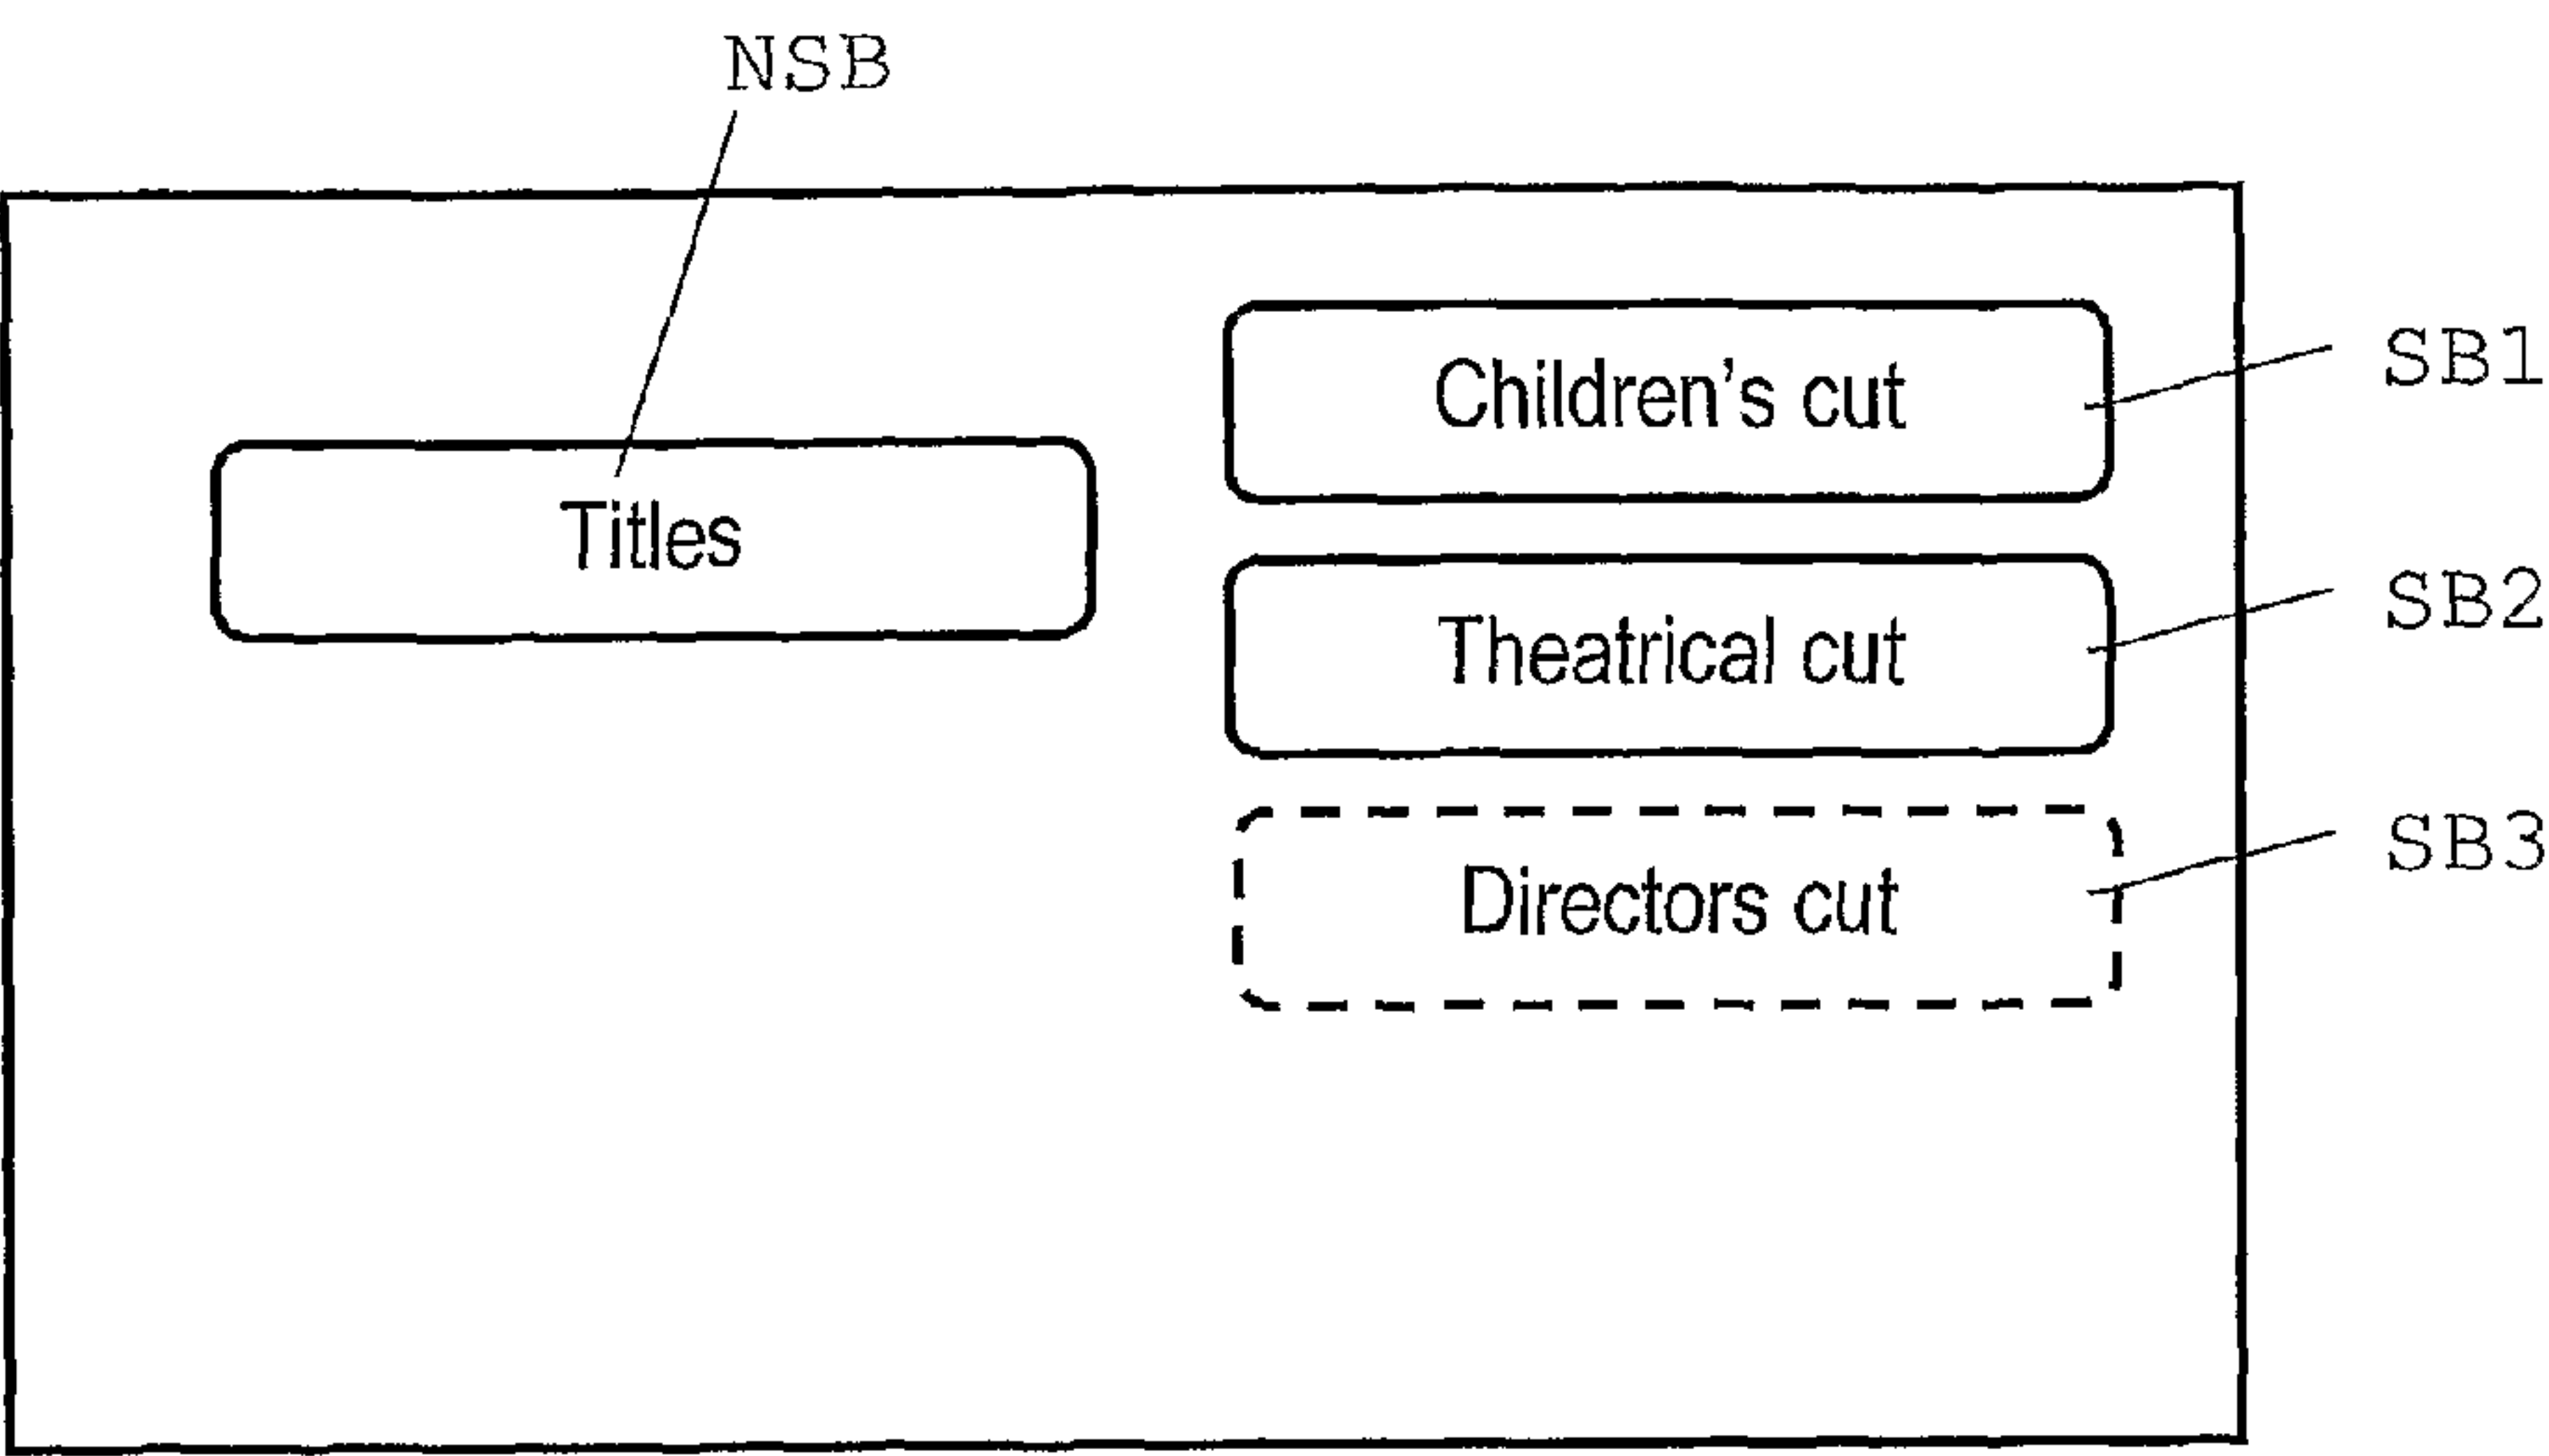 NSB
Titles
Children's cut
SB1
Theatrical cut
SB2
Directors cut
SB3